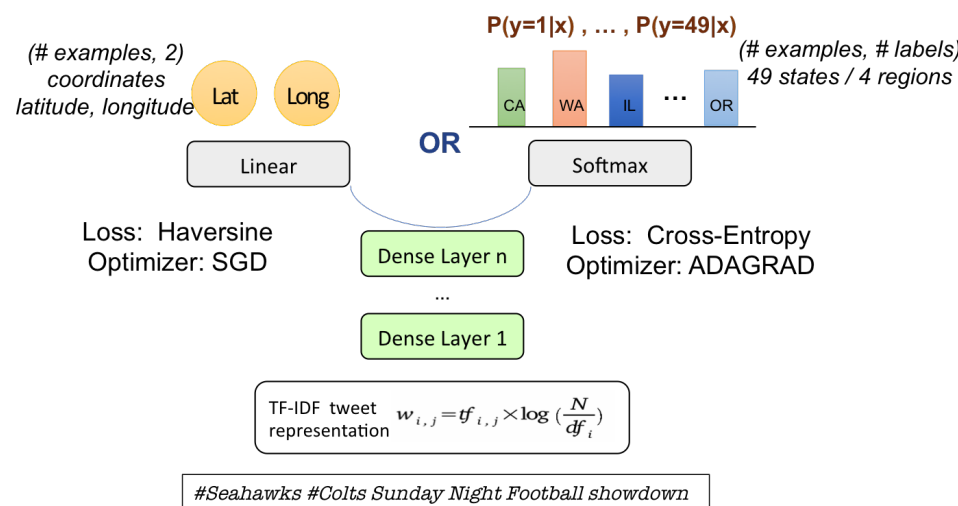 P(y=1|x) , … , P(y=49|x)
(# examples, 2)
coordinates
latitude, longitude
Lat
Long
(# examples, # labels)
49 states / 4 regions
CA
WA
IL
...
OR
OR
Linear
Softmax
Loss: Haversine
Optimizer: SGD
Loss: Cross-Entropy
Optimizer: ADAGRAD
Dense Layer n
...
Dense Layer 1
TF-IDF tweet
representation
w_{i,j}=tf_{i,j}×log (N/df_i)
#Seahawks #Colts Sunday Night Football showdown